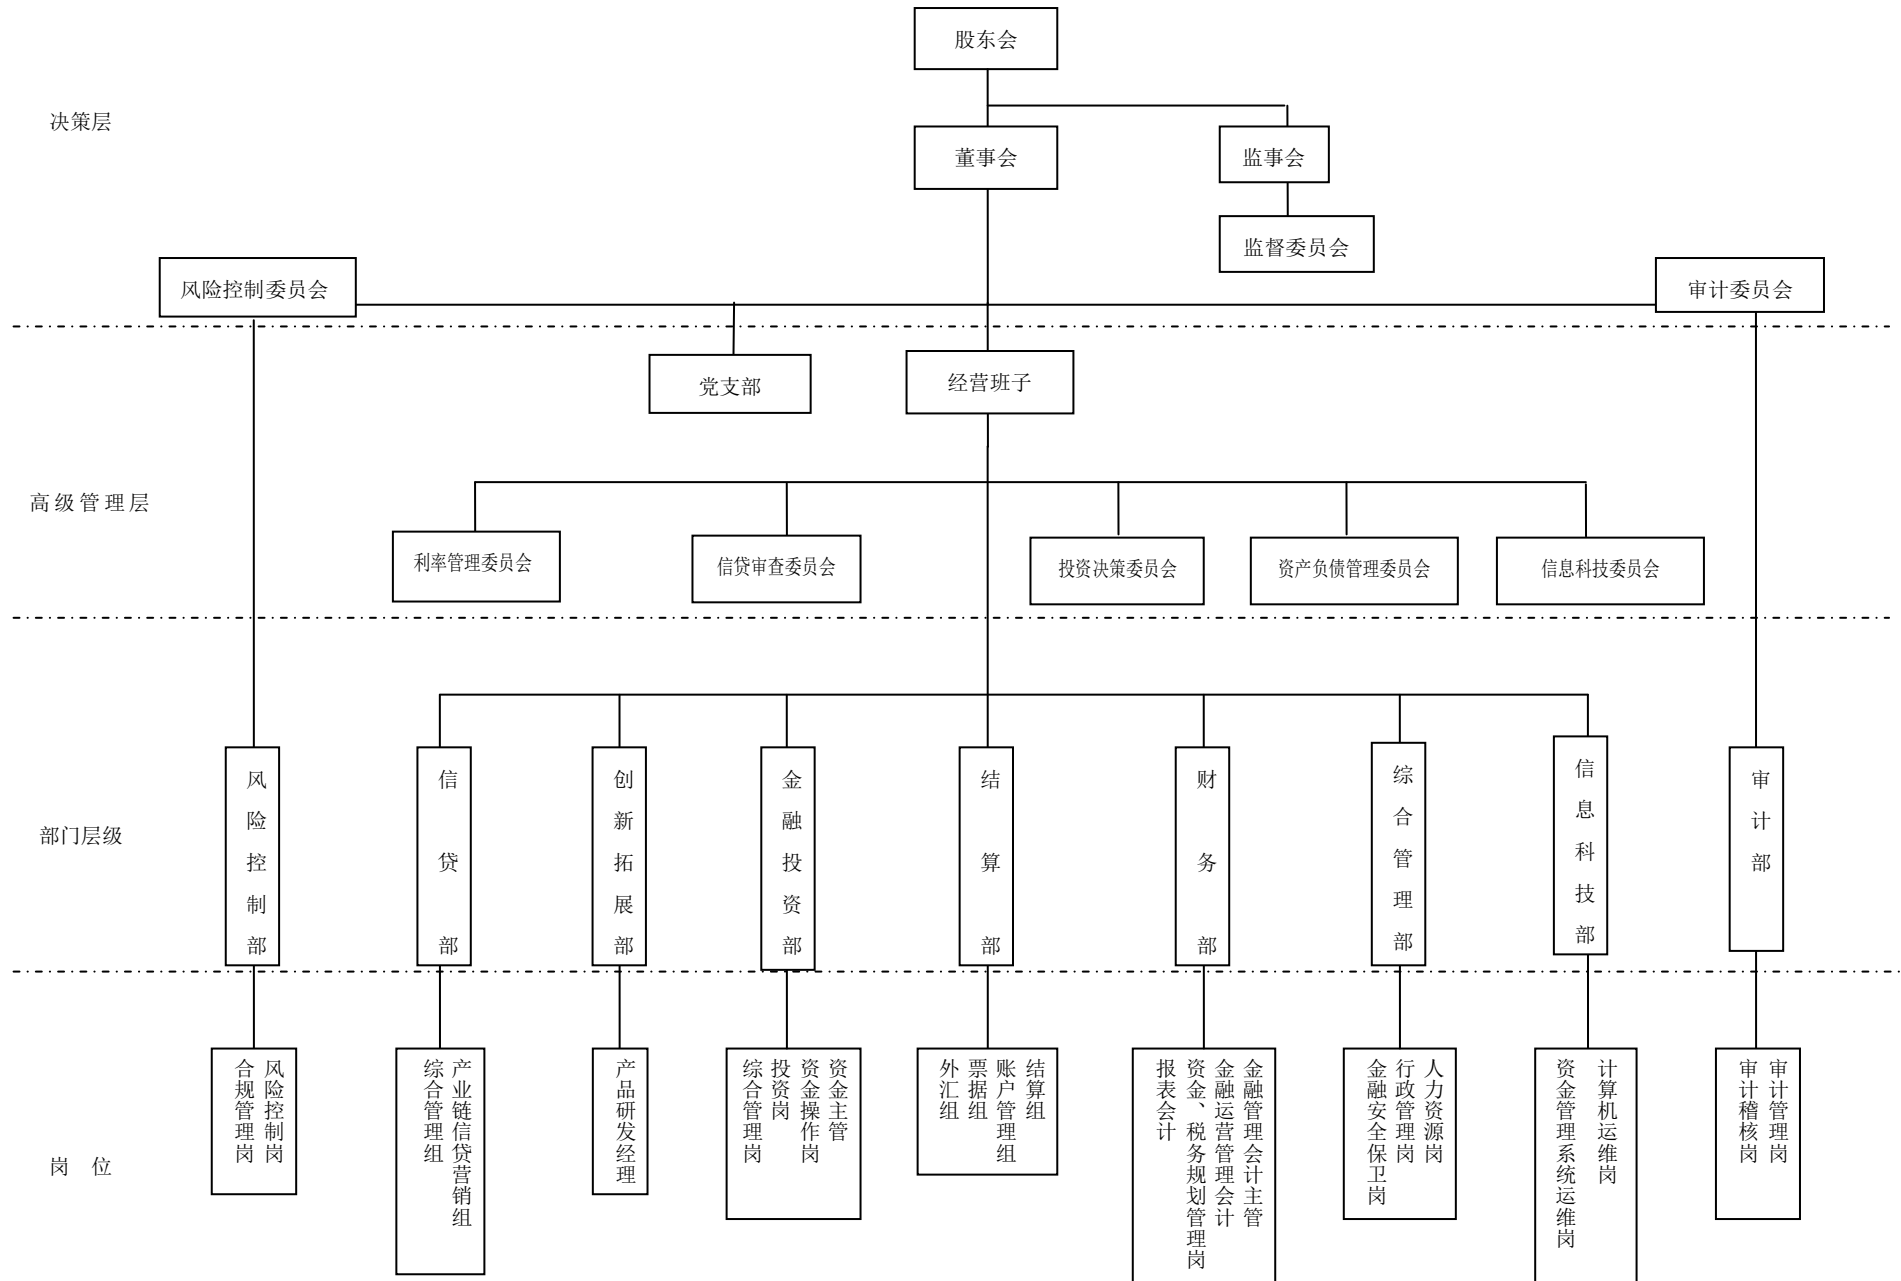 股东会
决策层
董事会
监事会
监督委员会
风险控制委员会
审计委员会
党支部
经营班子
高级管理层
利率管理委员会
信贷审查委员会
投资决策委员会
资产负债管理委员会
信息科技委员会
部门层级
风险控制部
信贷部
创新拓展部
金融投资部
结算部
财务部
综合管理部
信息科技部
审计部
岗 位
风险控制岗
合规管理岗
产业链信贷营销组
综合管理组
产品研发经理
资金主管
资金操作岗
投资岗
综合管理岗
结算组
账户管理组
票据组
外汇组
金融管理会计主管
金融运营管理会计
资金、税务规划管理岗
报表会计
人力资源岗
行政管理岗
金融安全保卫岗
计算机运维岗
资金管理系统运维岗
审计管理岗
审计稽核岗